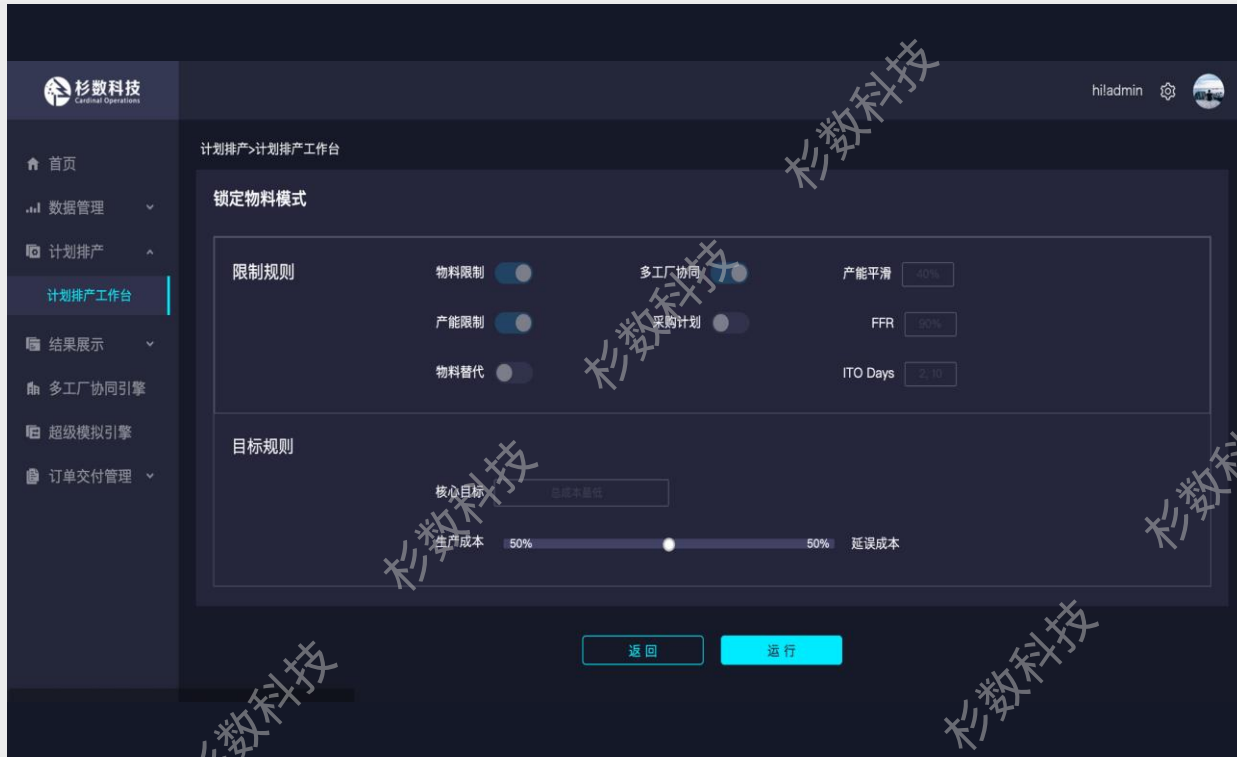 杉数科技
Cardinal Operations
hiladmin
首页
数据管理
计划排产
计划排产工作台
结果展示
多工厂协同引擎
超级模拟引擎
订单交付管理
计划排产>计划排产工作台
锁定物料模式
限制规则
物料限制
多工厂协同
产能平滑 40%
产能限制
采购计划
FFR 90%
物料替代
ITO Days 2, 10
目标规则
核心目标 总成本最低
生产成本 50% 50% 延误成本
返回 运行
杉数科技
杉数科技
杉数科技
杉数科技
杉数科技
杉数科技